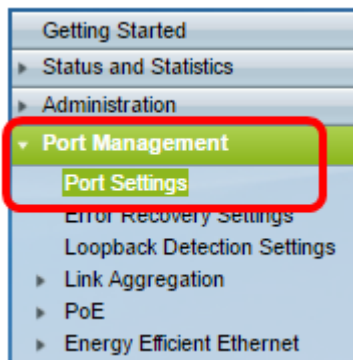 Getting Started
Status and Statistics
Administration
Port Management
Port Settings
Error Recovery Settings
Loopback Detection Settings
Link Aggregation
PoE
Energy Efficient Ethernet